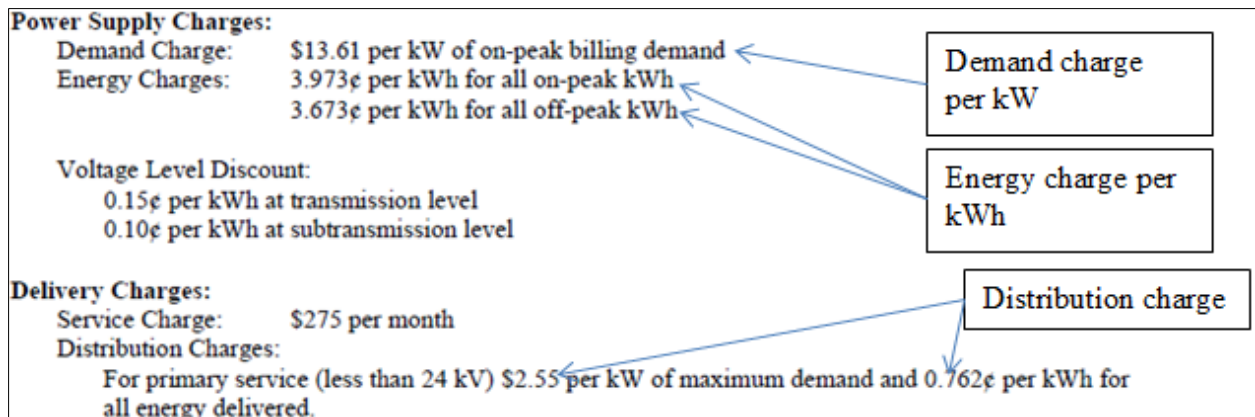 Power Supply Charges:
Demand Charge: $13.61 per kW of on-peak billing demand
Energy Charges: 3.973¢ per kWh for all on-peak kWh
3.673¢ per kWh for all off-peak kWh
Demand charge
per kW
Voltage Level Discount:
0.15¢ per kWh at transmission level
0.10¢ per kWh at subtransmission level
Energy charge per
kWh
Delivery Charges:
Service Charge: $275 per month
Distribution Charges:
For primary service (less than 24 kV) $2.55 per kW of maximum demand and 0.762¢ per kWh for
all energy delivered.
Distribution charge